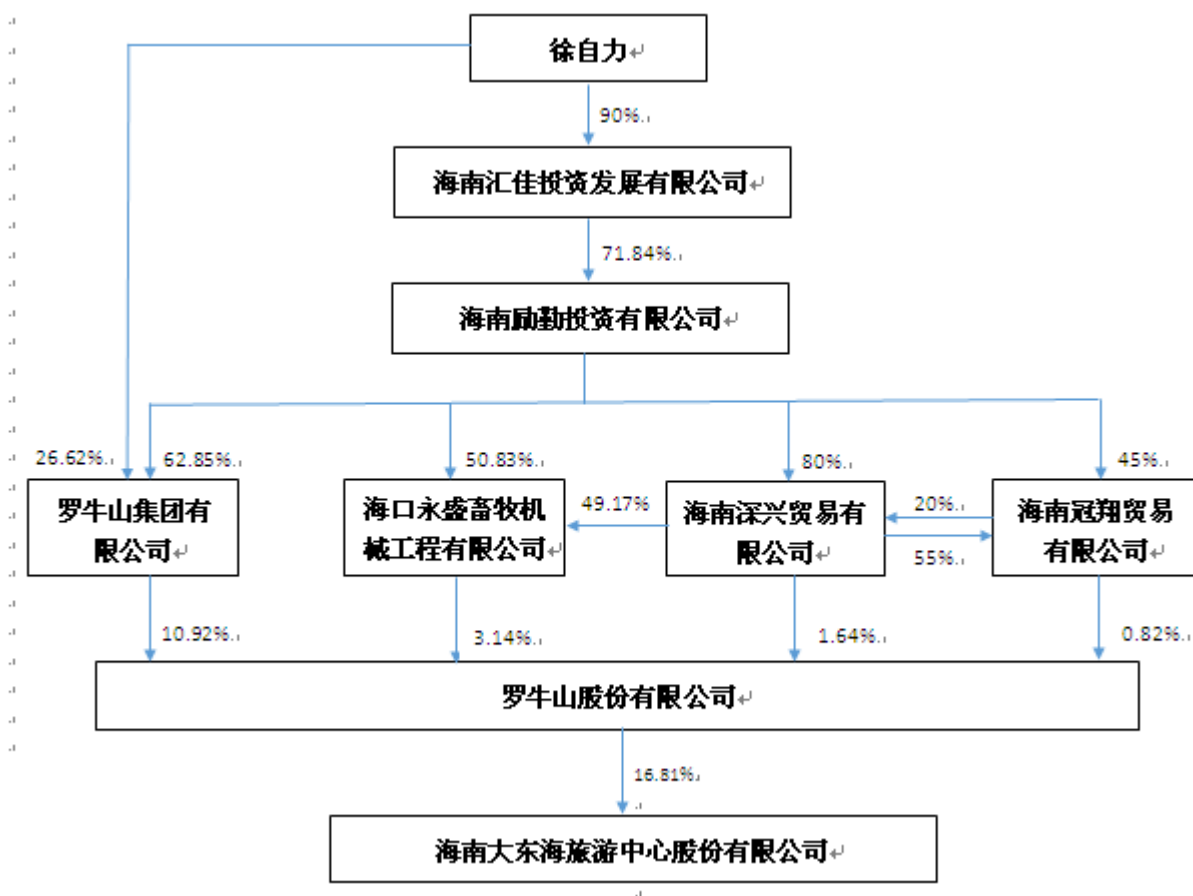 徐自力
90%
海南汇佳投资发展有限公司
71.84%
海南励勤投资有限公司
26.62%
62.85%
50.83%
80%
45%
罗牛山集团有
限公司
海口永盛畜牧机
械工程有限公司
49.17%
海南深兴贸易有
限公司
20%
55%
海南冠翔贸易
有限公司
10.92%
3.14%
1.64%
0.82%
罗牛山股份有限公司
16.81%
海南大东海旅游中心股份有限公司